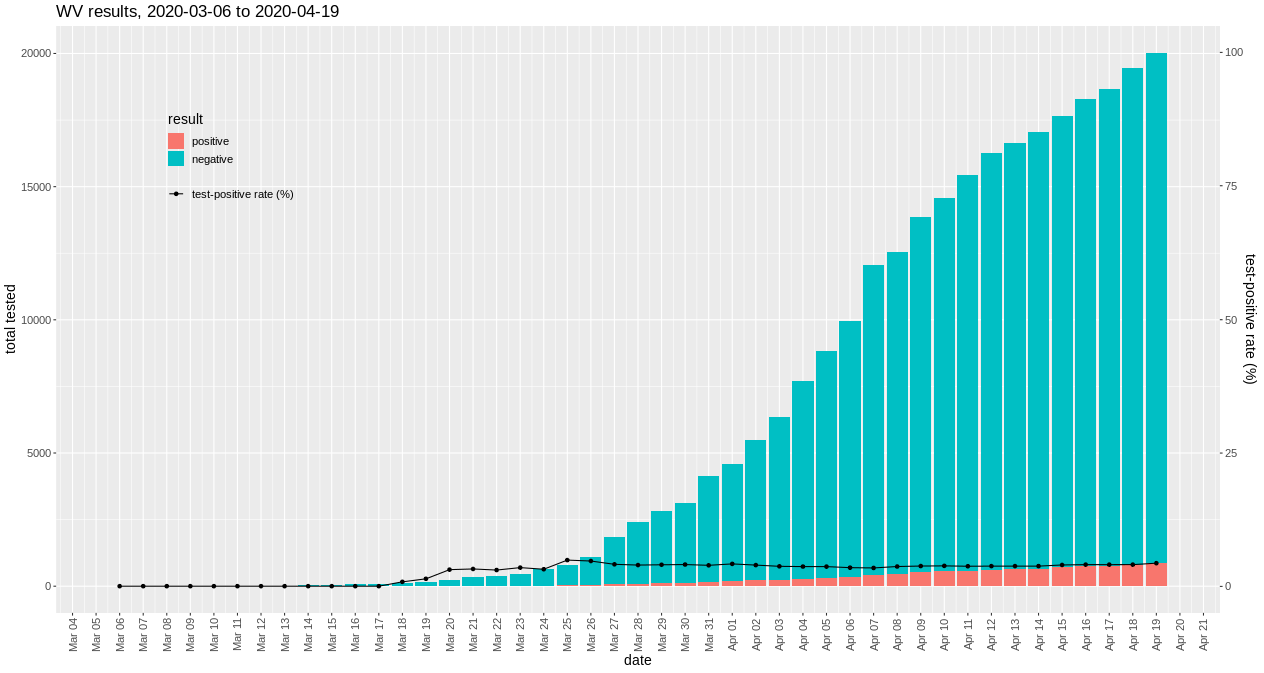 WV results, 2020-03-06 to 2020-04-19
20000
15000
10000
5000
0
total tested
result
positive
negative
test-positive rate (%)
100
75
50
25
0
test-positive rate (%)
Mar 04
Mar 05
Mar 06
Mar 07
Mar 08
Mar 09
Mar 10
Mar 11
Mar 12
Mar 13
Mar 14
Mar 15
Mar 16
Mar 17
Mar 18
Mar 19
Mar 20
Mar 21
Mar 22
Mar 23
Mar 24
Mar 25
Mar 26
Mar 27
Mar 28
Mar 29
Mar 30
Mar 31
Apr 01
Apr 02
Apr 03
Apr 04
Apr 05
Apr 06
Apr 07
Apr 08
Apr 09
Apr 10
Apr 11
Apr 12
Apr 13
Apr 14
Apr 15
Apr 16
Apr 17
Apr 18
Apr 19
Apr 20
Apr 21
date